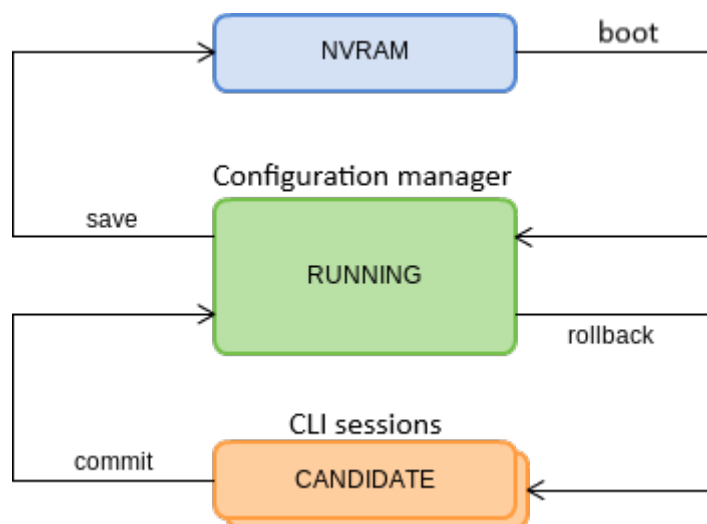 NVRAM
boot
Configuration manager
save
RUNNING
rollback
CLI sessions
commit
CANDIDATE